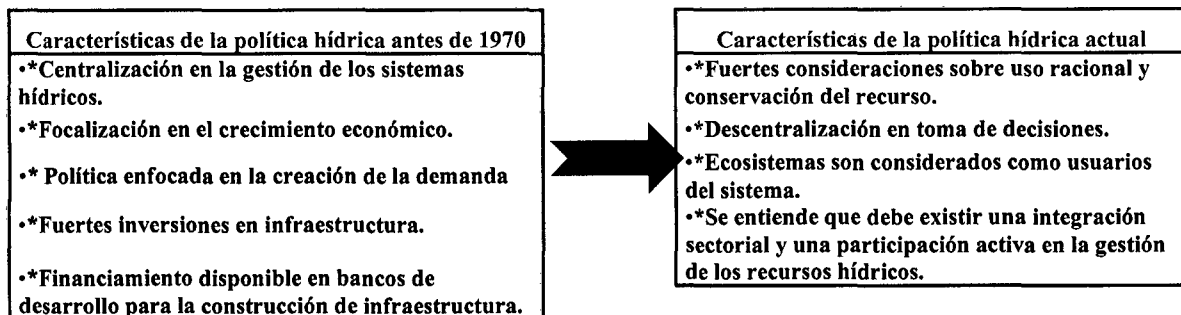 Características de la política hídrica antes de 1970
•*Centralización en la gestión de los sistemas
hídricos.
•*Focalización en el crecimiento económico.
•* Política enfocada en la creación de la demanda
•*Fuertes inversiones en infraestructura.
•*Financiamiento disponible en bancos de
desarrollo para la construcción de infraestructura.
Características de la política hídrica actual
•*Fuertes consideraciones sobre uso racional y
conservación del recurso.
•*Descentralización en toma de decisiones.
•*Ecosistemas son considerados como usuarios
del sistema.
•*Se entiende que debe existir una integración
sectorial y una participación activa en la gestión
de los recursos hídricos.